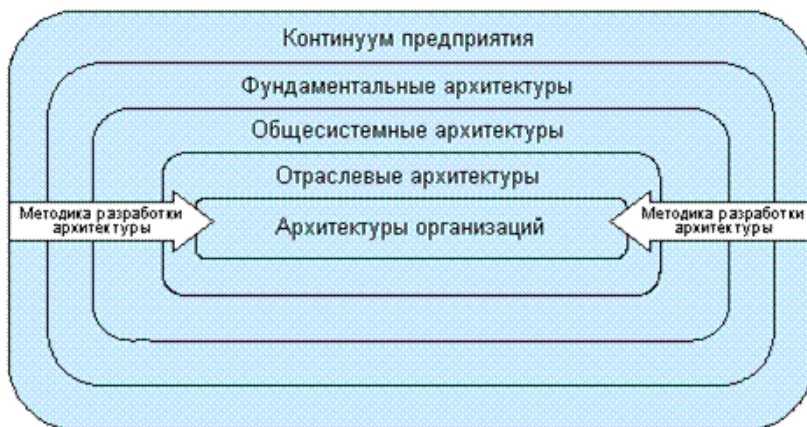 Континуум предприятия
Фундаментальные архитектуры
Общесистемные архитектуры
Отраслевые архитектуры
Методика разработки
архитектуры
Архитектуры организаций
Методика разработки
архитектуры